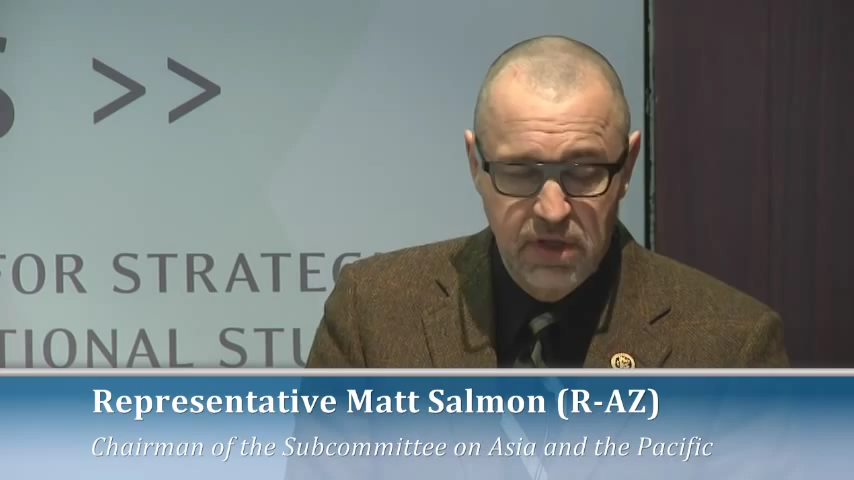 S >>
FOR STRATEG
TIONAL STU
Representative Matt Salmon (R-AZ)
Chairman of the Subcommittee on Asia and the Pacific